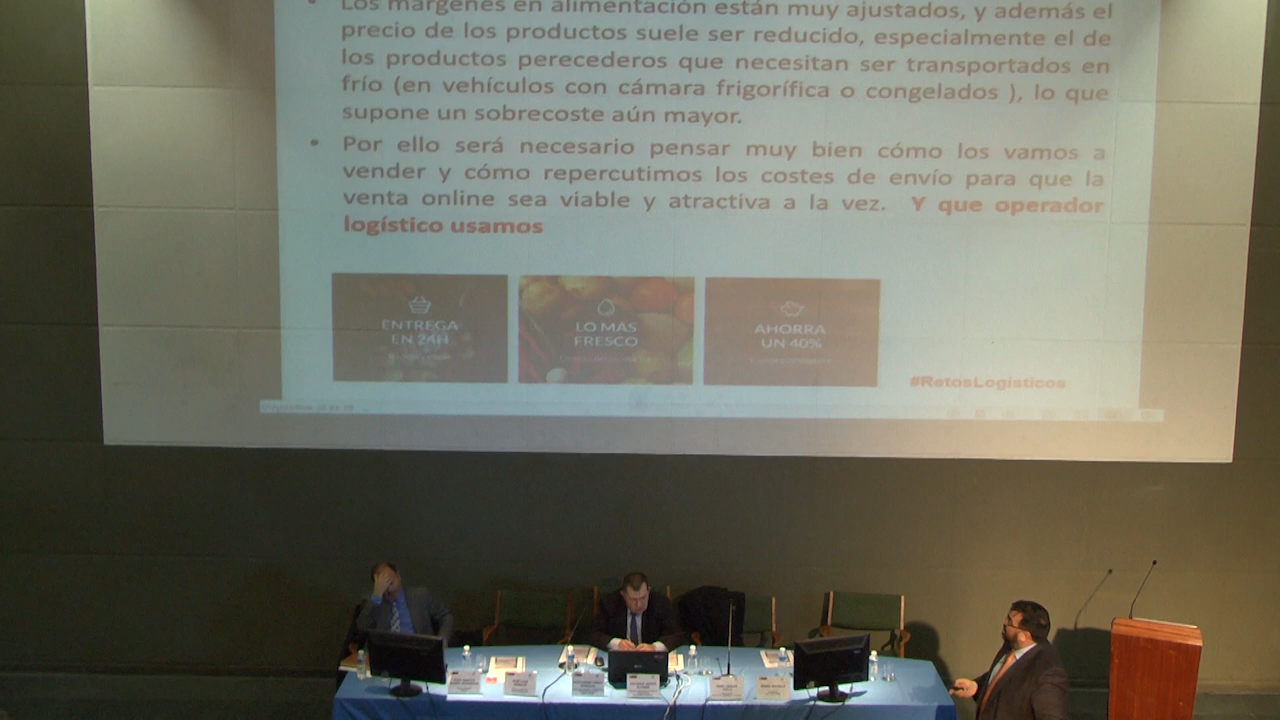 • Los márgenes en alimentación están muy ajustados, y además el
precio de los productos suele ser reducido, especialmente el de
los productos perecederos que necesitan ser transportados en
frío (en vehículos con cámara frigorífica o congelados ), lo que
supone un sobrecoste aún mayor.
• Por ello será necesario pensar muy bien cómo los vamos a
vender y cómo repercutimos los costes de envío para que la
venta online sea viable y atractiva a la vez. Y que operador
logístico usamos
ENTREGA
EN 24H
LO MÁS
FRESCO
AHORRA
UN 40%
#RetosLogísticos